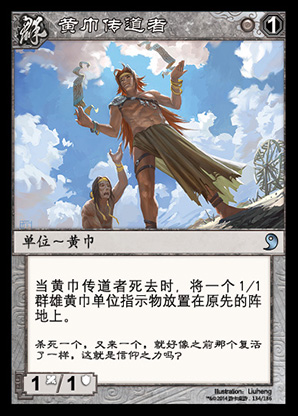 群 黄巾传道者 1
单位～黄巾
当黄巾传道者死去时，将一个1/1
群雄黄巾单位指示物放置在原先的阵
地上。
杀死一个，又来一个，就好像之前那个复活
了一样，这就是信仰之力吗？
1/1
Illustration: Liuheng
134/186